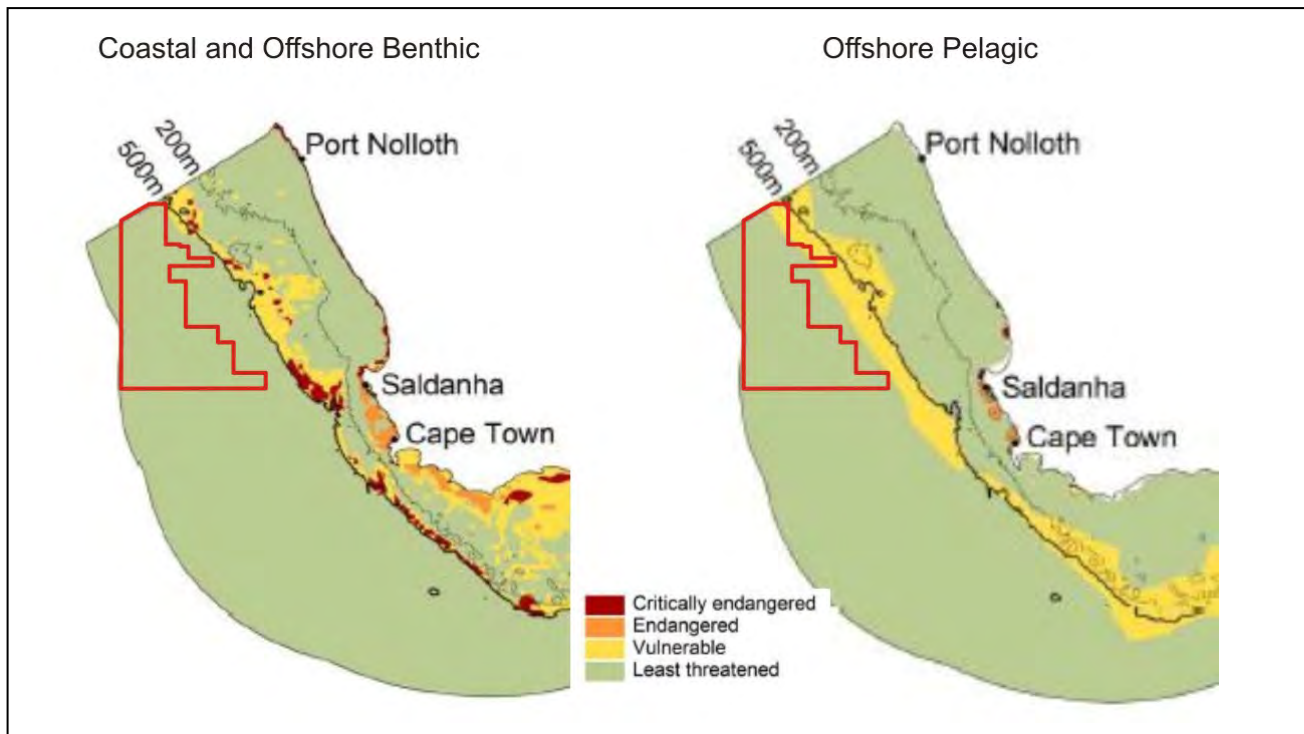 Coastal and Offshore Benthic
Offshore Pelagic
200m
500m
Port Nolloth
Saldanha
Cape Town
200m
500m
Port Nolloth
Saldanha
Cape Town
Critically endangered
Endangered
Vulnerable
Least threatened